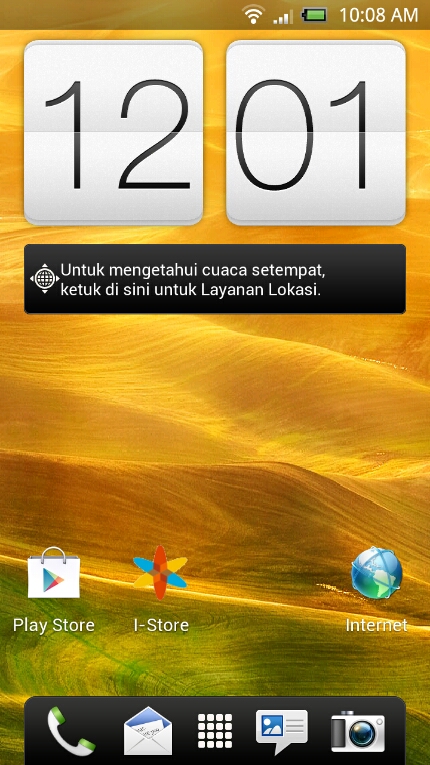 10:08 AM
12 01
Untuk mengetahui cuaca setempat,
ketuk di sini untuk Layanan Lokasi.
Play Store I-Store Internet